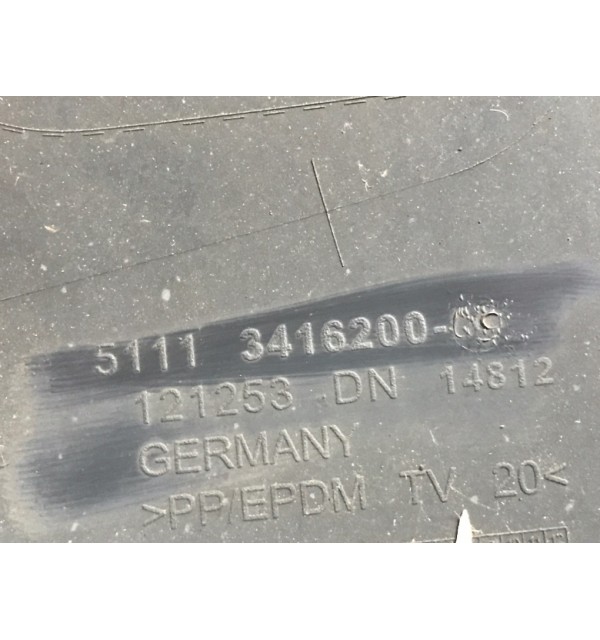 5111 3416200-
121253 DN 14812
GERMANY
>PP/EPDM TV 20<